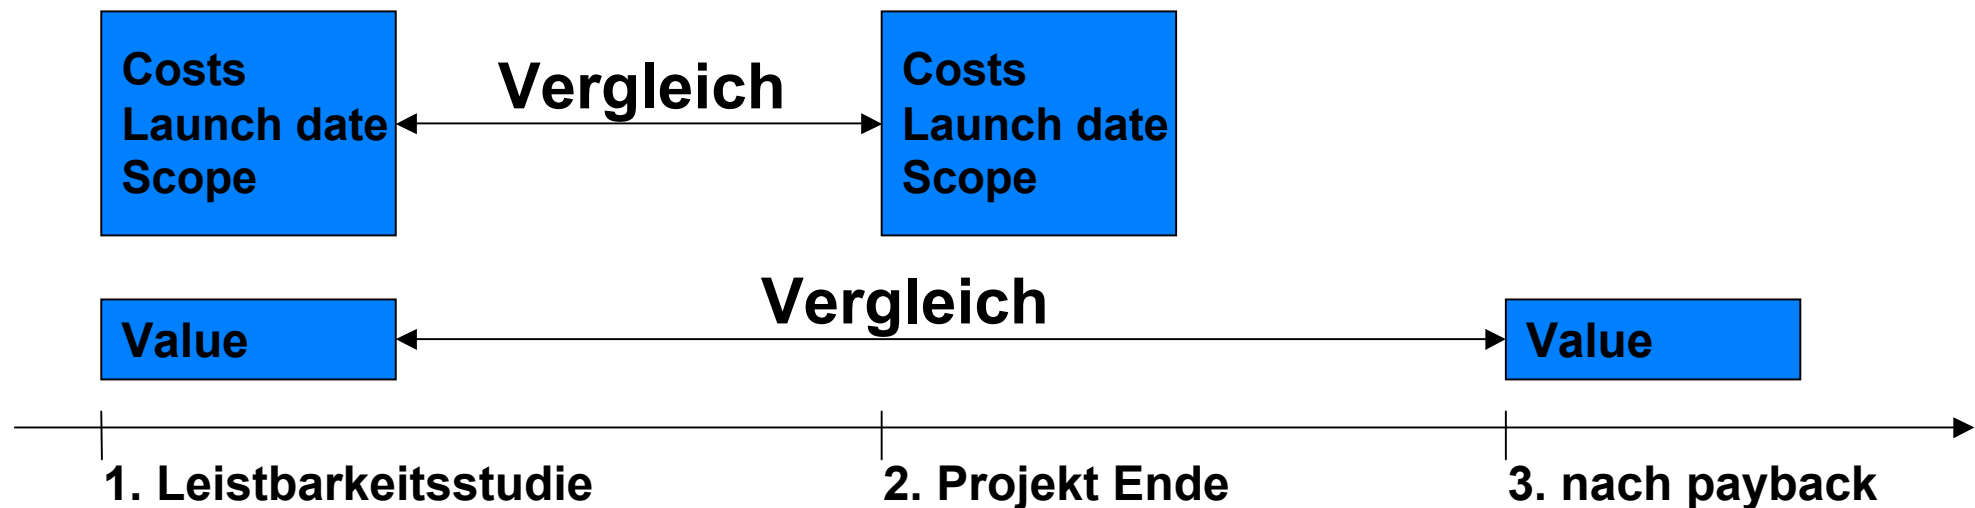 Costs
Launch date
Scope
Vergleich
Costs
Launch date
Scope
Value
Vergleich
Value
1. Leistbarkeitsstudie
2. Projekt Ende
3. nach payback